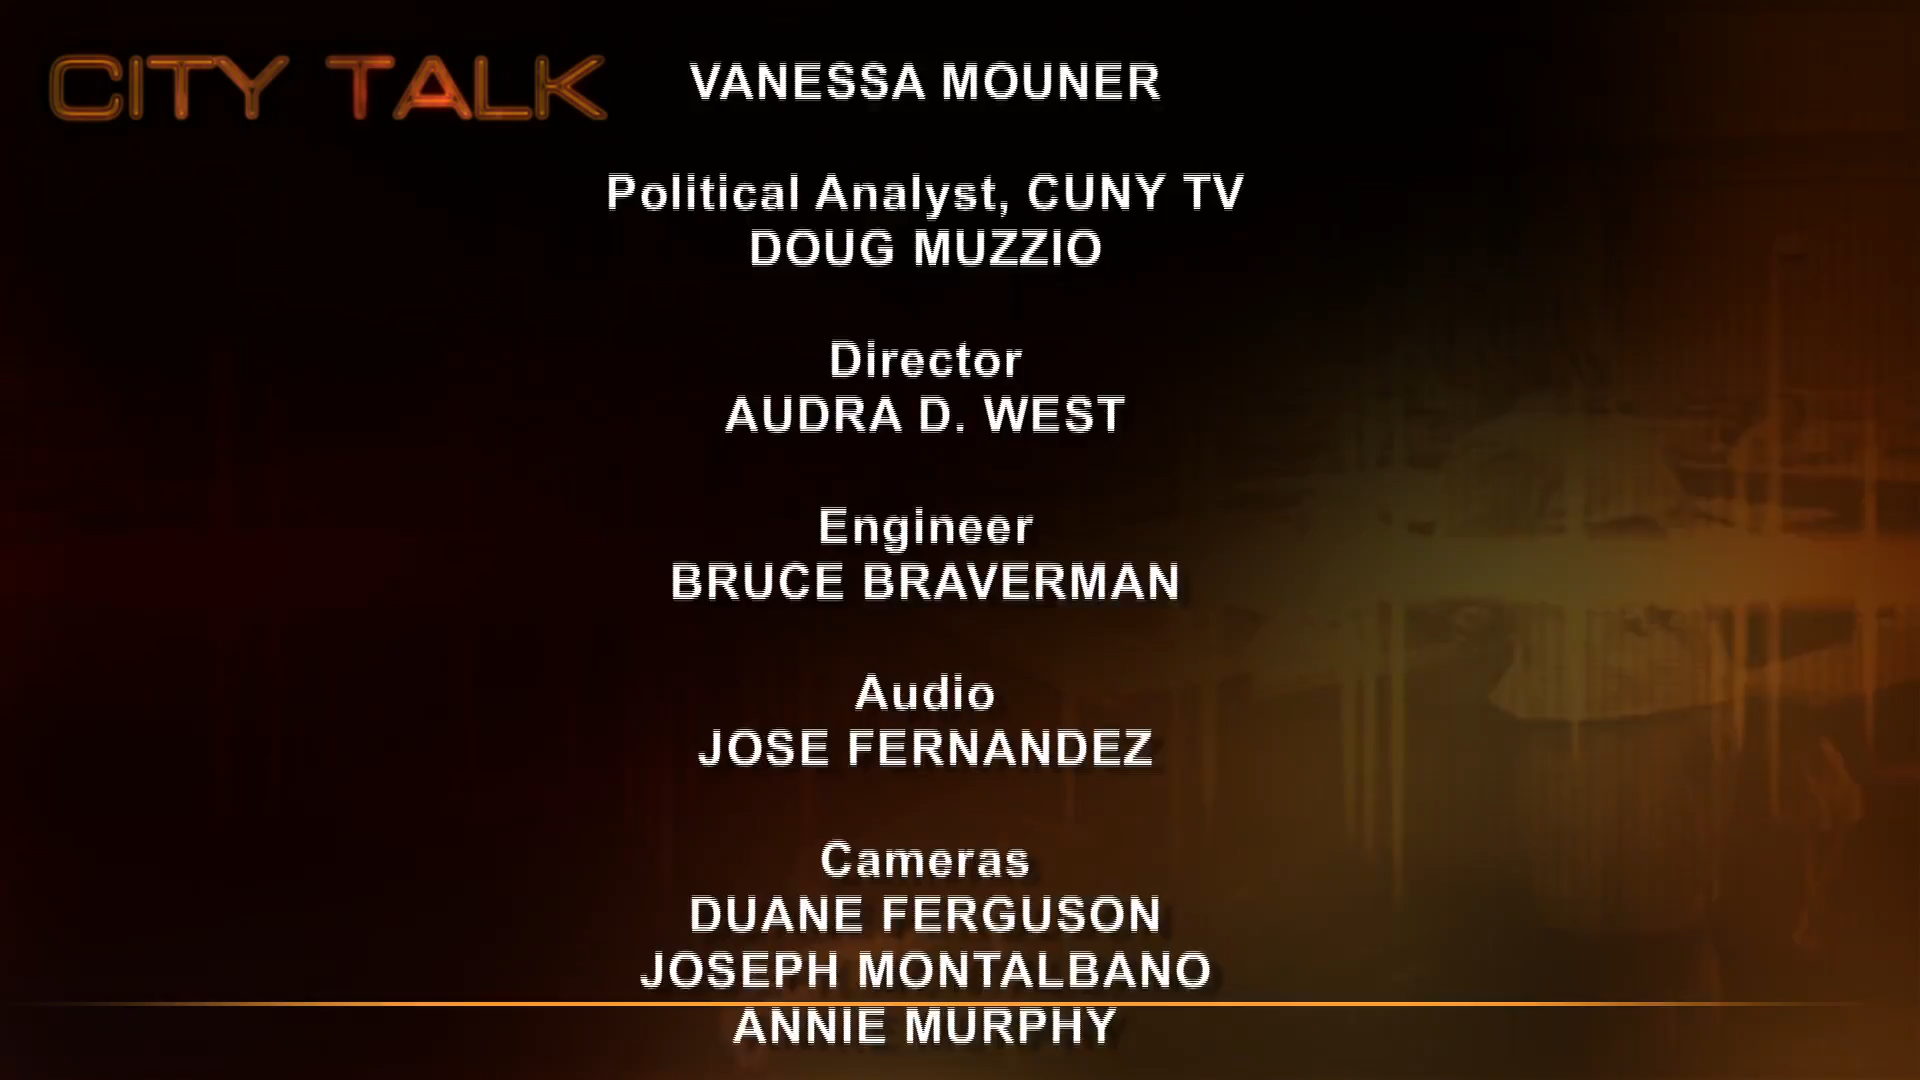 CITY TALK
VANESSA MOUNER
Political Analyst, CUNY TV
DOUG MUZZIO
Director
AUDRA D. WEST
Engineer
BRUCE BRAVERMAN
Audio
JOSE FERNANDEZ
Cameras
DUANE FERGUSON
JOSEPH MONTALBANO
ANNIE MURPHY